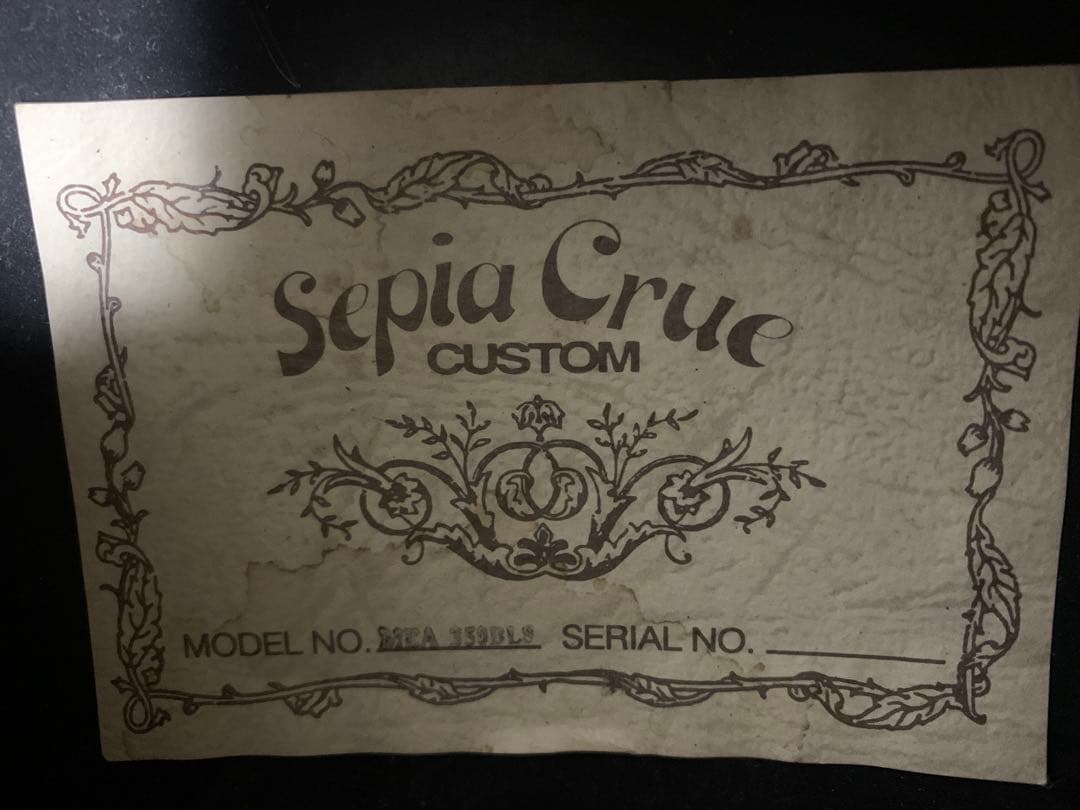 Sepia Crue
CUSTOM
MODEL NO. SERIAL NO.